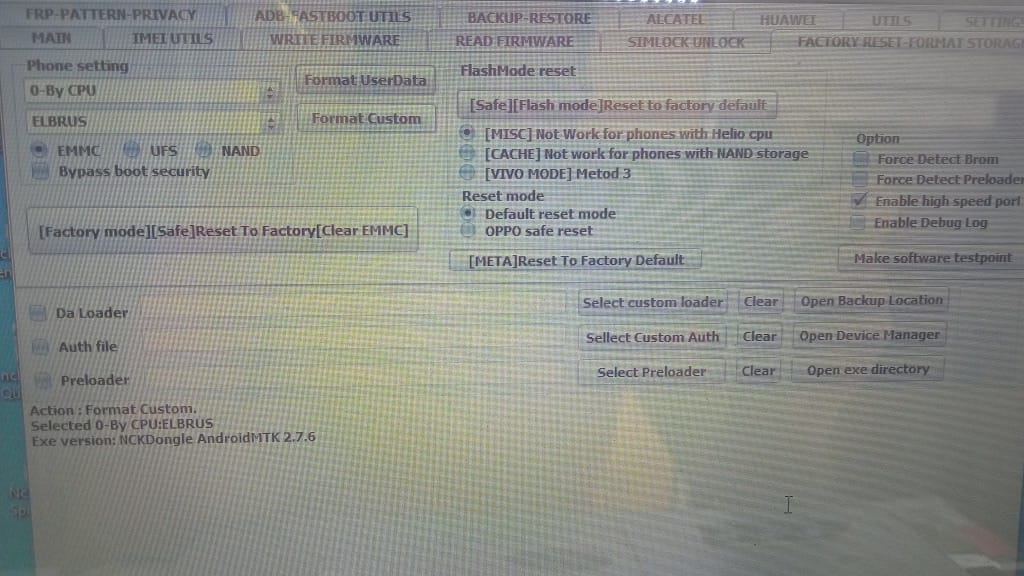 FRP-PATTERN-PRIVACY ADB-FASTBOOT UTILS BACKUP-RESTORE ALCATEL HUAWEI UTILS SETTING
MAIN IMEI UTILS WRITE FIRMWARE READ FIRMWARE SIMLOCK UNLOCK FACTORY RESET-FORMAT STORAG
Phone setting
0-By CPU
ELBRUS
EMMC UFS NAND
Bypass boot security
[Factory mode][Safe]Reset To Factory[Clear EMMC]
Format UserData
Format Custom
FlashMode reset
[Safe][Flash mode]Reset to factory default
[MISC] Not Work for phones with Helio cpu
[CACHE] Not work for phones with NAND storage
[VIVO MODE] Metod 3
Reset mode
Default reset mode
OPPO safe reset
[META]Reset To Factory Default
Option
Force Detect Brom
Force Detect Preloader
Enable high speed port
Enable Debug Log
Make software testpoint
Da Loader Select custom loader Clear Open Backup Location
Auth file Sellect Custom Auth Clear Open Device Manager
Preloader Select Preloader Clear Open exe directory
Action : Format Custom.
Selected 0-By CPU:ELBRUS
Exe version: NCKDongle AndroidMTK 2.7.6